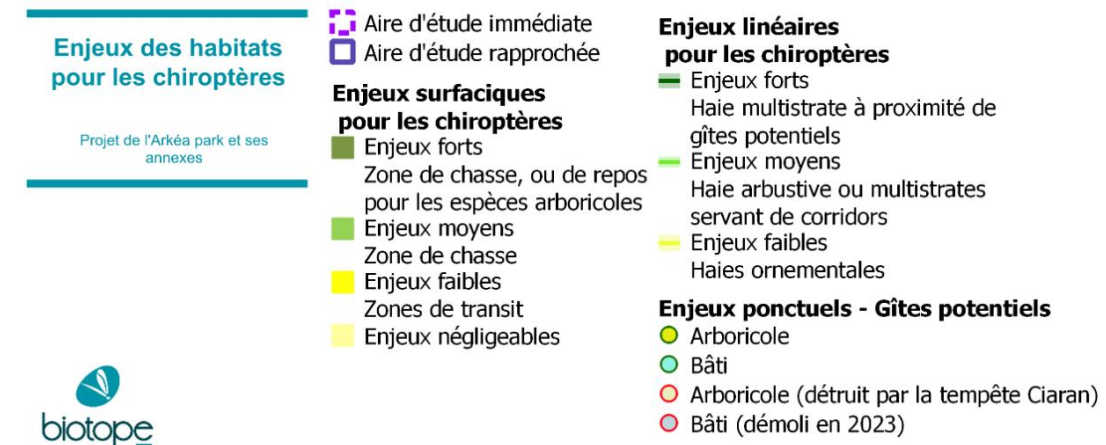 Enjeux des habitats
pour les chiroptères
Projet de l'Arkéa park et ses
annexes
biotope
Aire d'étude immédiate
Aire d'étude rapprochée
Enjeux surfaciques
pour les chiroptères
Enjeux forts
Zone de chasse, ou de repos
pour les espèces arboricoles
Enjeux moyens
Zone de chasse
Enjeux faibles
Zones de transit
Enjeux négligeables
Enjeux linéaires
pour les chiroptères
Enjeux forts
Haie multistrate à proximité de
gîtes potentiels
Enjeux moyens
Haie arbustive ou multistrates
servant de corridors
Enjeux faibles
Haies ornementales
Enjeux ponctuels - Gîtes potentiels
Arboricole
Bâti
Arboricole (détruit par la tempête Ciaran)
Bâti (démoli en 2023)